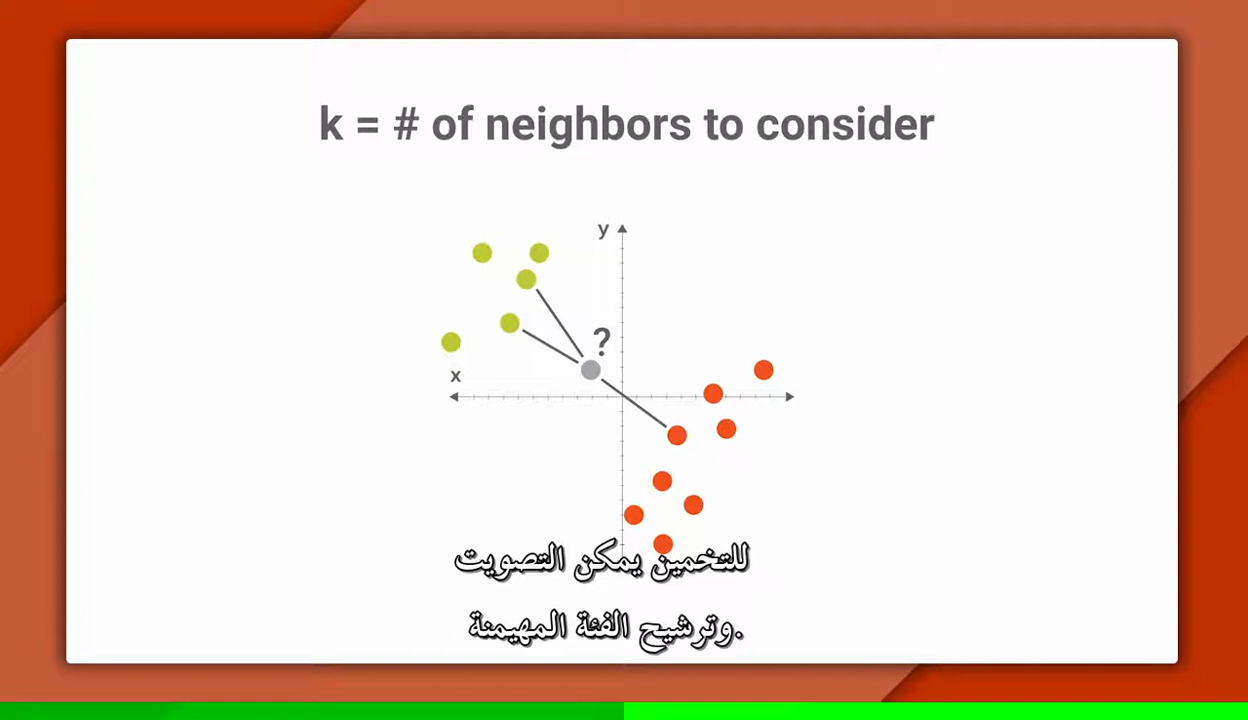 k = # of neighbors to consider
y
?
x
للتخمين يمكن التصويت
وترشيح الفئة المهيمنة.